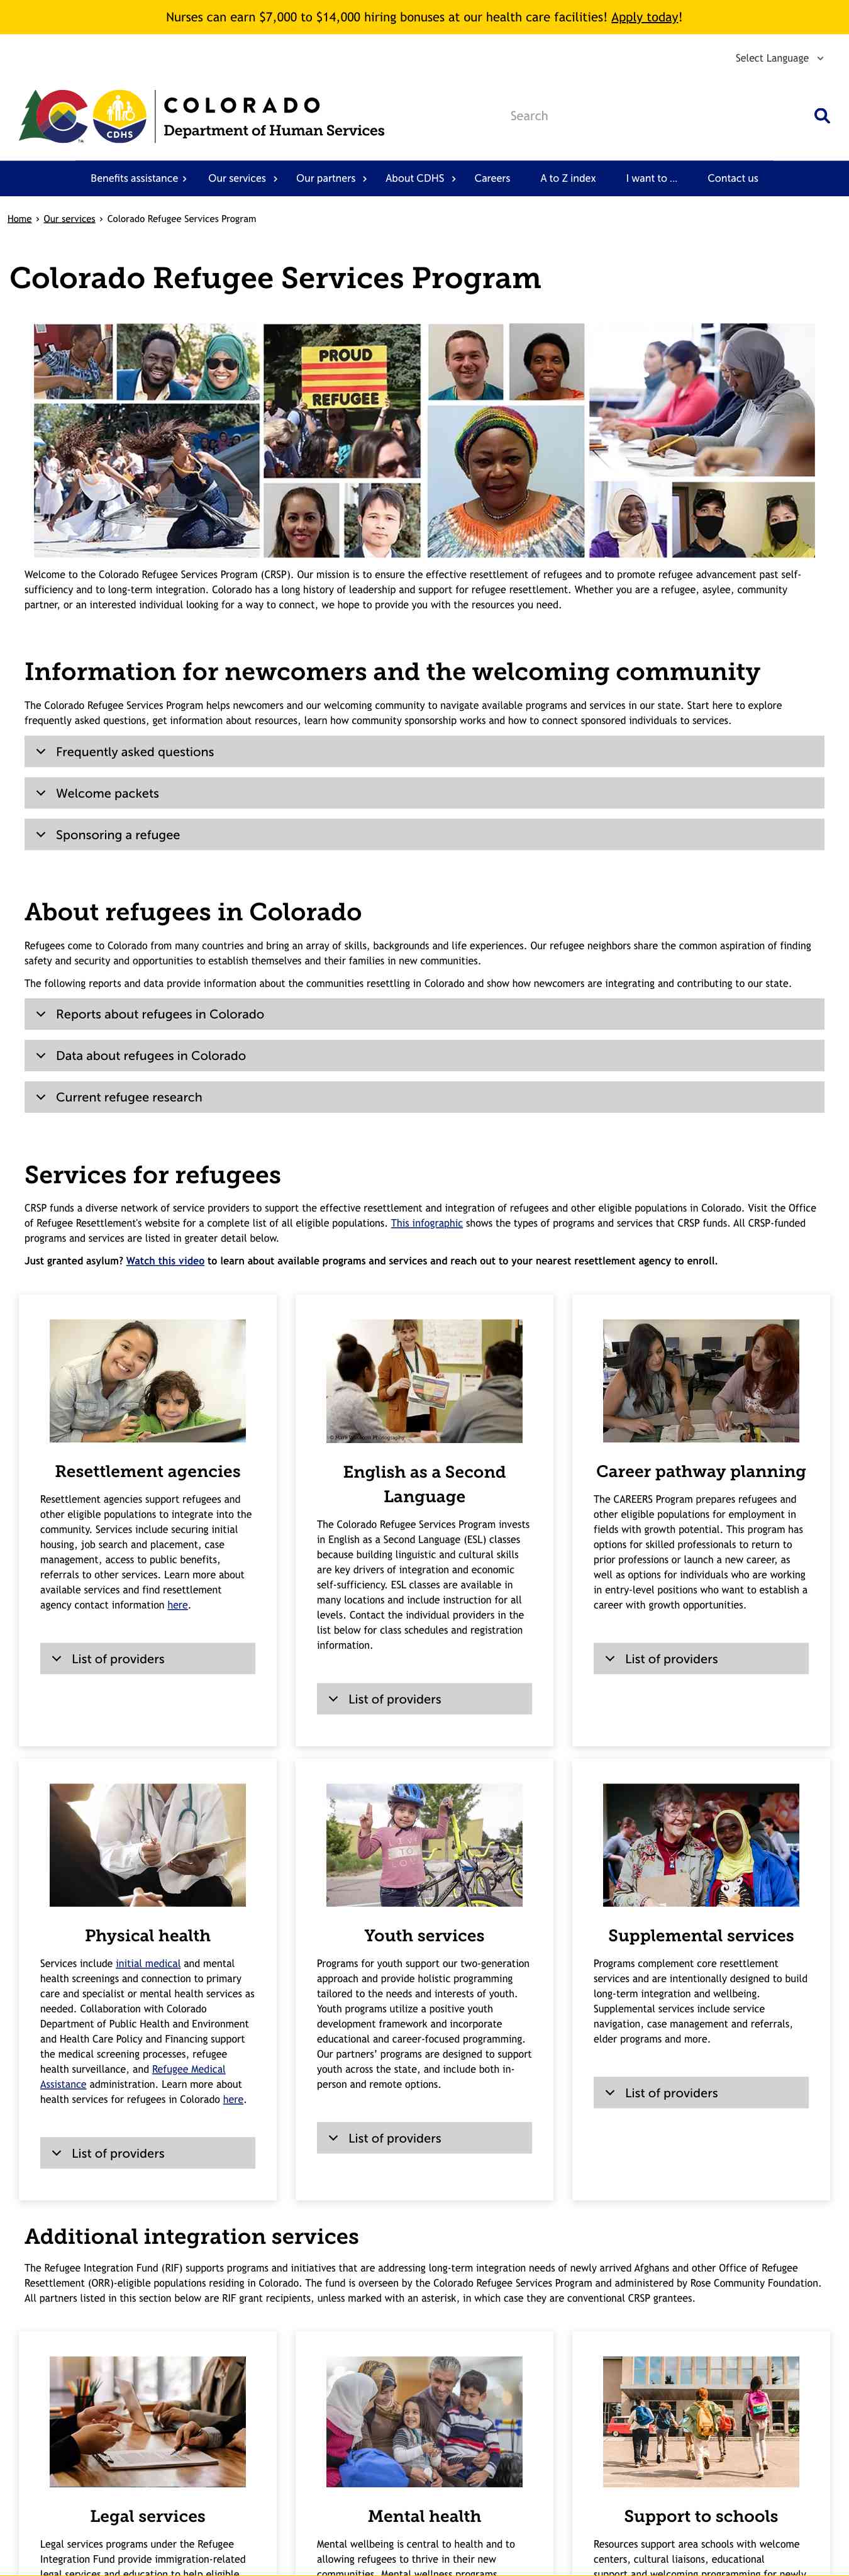 Nurses can earn $7,000 to $14,000 hiring bonuses at our health care facilities! Apply today!
Select Language
COLORADO
Department of Human Services
CDHS
Search
Benefits assistance
Our services
Our partners
About CDHS
Careers
A to Z index
I want to ...
Contact us
Home › Our services › Colorado Refugee Services Program
Colorado Refugee Services Program
PROUD
REFUGEE
Welcome to the Colorado Refugee Services Program (CRSP). Our mission is to ensure the effective resettlement of refugees and to promote refugee advancement past self-
sufficiency and to long-term integration. Colorado has a long history of leadership and support for refugee resettlement. Whether you are a refugee, asylee, community
partner, or an interested individual looking for a way to connect, we hope to provide you with the resources you need.
Information for newcomers and the welcoming community
The Colorado Refugee Services Program helps newcomers and our welcoming community to navigate available programs and services in our state. Start here to explore
frequently asked questions, get information about resources, learn how community sponsorship works and how to connect sponsored individuals to services.
Frequently asked questions
Welcome packets
Sponsoring a refugee
About refugees in Colorado
Refugees come to Colorado from many countries and bring an array of skills, backgrounds and life experiences. Our refugee neighbors share the common aspiration of finding
safety and security and opportunities to establish themselves and their families in new communities.
The following reports and data provide information about the communities resettling in Colorado and show how newcomers are integrating and contributing to our state.
Reports about refugees in Colorado
Data about refugees in Colorado
Current refugee research
Services for refugees
CRSP funds a diverse network of service providers to support the effective resettlement and integration of refugees and other eligible populations in Colorado. Visit the Office
of Refugee Resettlement's website for a complete list of all eligible populations. This infographic shows the types of programs and services that CRSP funds. All CRSP-funded
programs and services are listed in greater detail below.
Just granted asylum? Watch this video to learn about available programs and services and reach out to your nearest resettlement agency to enroll.
Resettlement agencies
Resettlement agencies support refugees and
other eligible populations to integrate into the
community. Services include securing initial
housing, job search and placement, case
management, access to public benefits,
referrals to other services. Learn more about
available services and find resettlement
agency contact information here.
List of providers
English as a Second
Language
The Colorado Refugee Services Program invests
in English as a Second Language (ESL) classes
because building linguistic and cultural skills
are key drivers of integration and economic
self-sufficiency. ESL classes are available in
many locations and include instruction for all
levels. Contact the individual providers in the
list below for class schedules and registration
information.
List of providers
Career pathway planning
The CAREERS Program prepares refugees and
other eligible populations for employment in
fields with growth potential. This program has
options for skilled professionals to return to
prior professions or launch a new career, as
well as options for individuals who are working
in entry-level positions who want to establish a
career with growth opportunities.
List of providers
Physical health
Services include initial medical and mental
health screenings and connection to primary
care and specialist or mental health services as
needed. Collaboration with Colorado
Department of Public Health and Environment
and Health Care Policy and Financing support
the medical screening processes, refugee
health surveillance, and Refugee Medical
Assistance administration. Learn more about
health services for refugees in Colorado here.
List of providers
Youth services
Programs for youth support our two-generation
approach and provide holistic programming
tailored to the needs and interests of youth.
Youth programs utilize a positive youth
development framework and incorporate
educational and career-focused programming.
Our partners’ programs are designed to support
youth across the state, and include both in-
person and remote options.
List of providers
Supplemental services
Programs complement core resettlement
services and are intentionally designed to build
long-term integration and wellbeing.
Supplemental services include service
navigation, case management and referrals,
elder programs and more.
List of providers
Additional integration services
The Refugee Integration Fund (RIF) supports programs and initiatives that are addressing long-term integration needs of newly arrived Afghans and other Office of Refugee
Resettlement (ORR)-eligible populations residing in Colorado. The fund is overseen by the Colorado Refugee Services Program and administered by Rose Community Foundation.
All partners listed in this section below are RIF grant recipients, unless marked with an asterisk, in which case they are conventional CRSP grantees.
Legal services
Legal services programs under the Refugee
Integration Fund provide immigration-related
legal services and education to help eligible
Mental health
Mental wellbeing is central to health and to
allowing refugees to thrive in their new
communities. Mental wellness programs
Support to schools
Resources support area schools with welcome
centers, cultural liaisons, educational
support and welcoming programming for newly